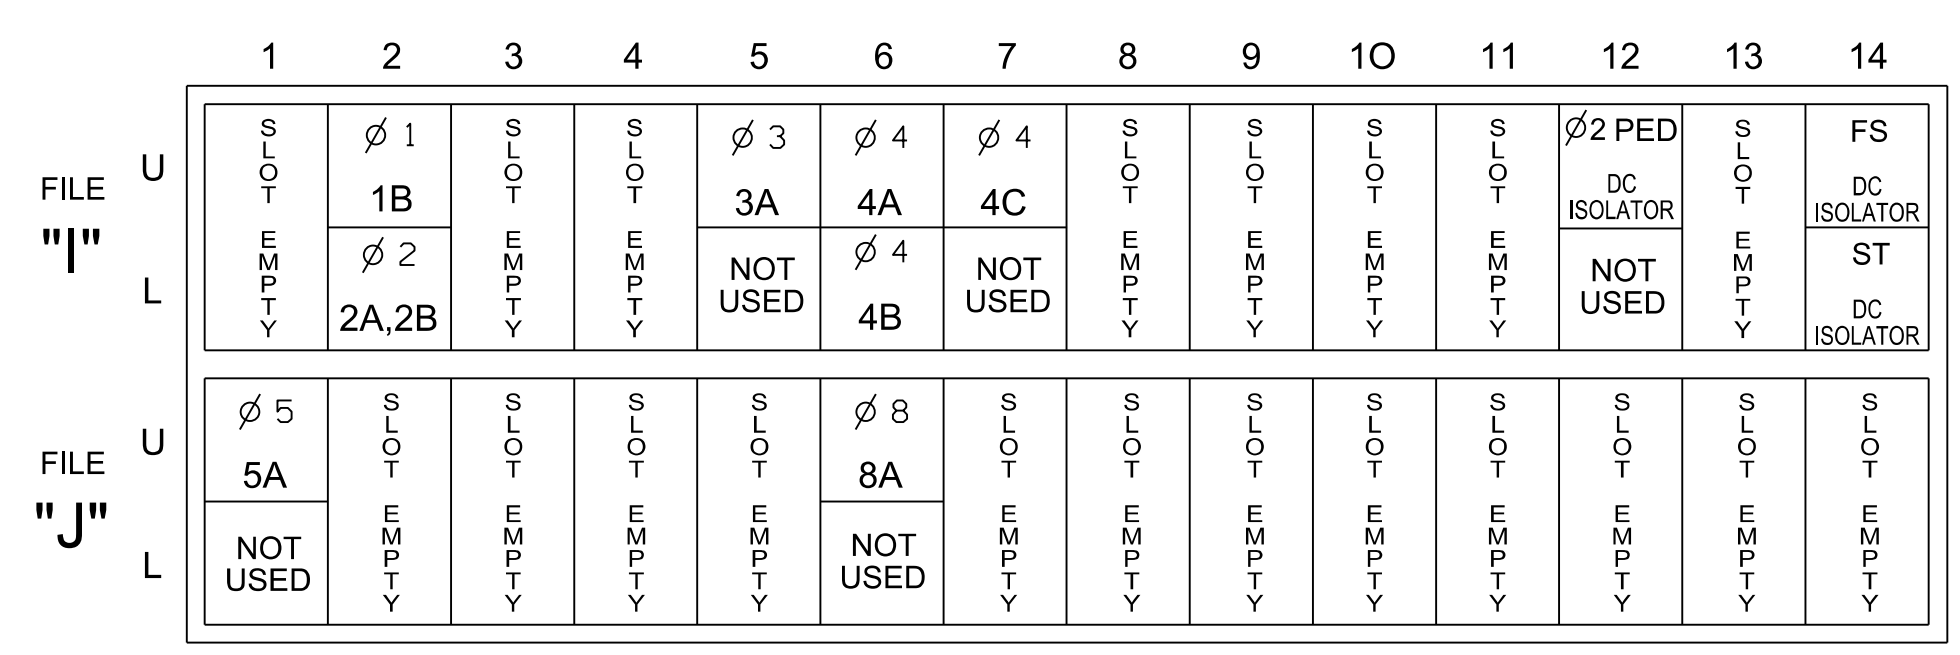 1 2 3 4 5 6 7 8 9 10 11 12 13 14
FILE "I"
U
L
SLOT EMPTY
Ø 1
1B
Ø 2
2A,2B
SLOT EMPTY
SLOT EMPTY
Ø 3
3A
NOT
USED
Ø 4
4A
Ø 4
4B
Ø 4
4C
NOT
USED
SLOT EMPTY
SLOT EMPTY
SLOT EMPTY
SLOT EMPTY
Ø2 PED
DC
ISOLATOR
NOT
USED
SLOT EMPTY
FS
DC
ISOLATOR
ST
DC
ISOLATOR
FILE "J"
U
L
Ø 5
5A
NOT
USED
SLOT EMPTY
SLOT EMPTY
SLOT EMPTY
SLOT EMPTY
Ø 8
8A
NOT
USED
SLOT EMPTY
SLOT EMPTY
SLOT EMPTY
SLOT EMPTY
SLOT EMPTY
SLOT EMPTY
SLOT EMPTY
SLOT EMPTY